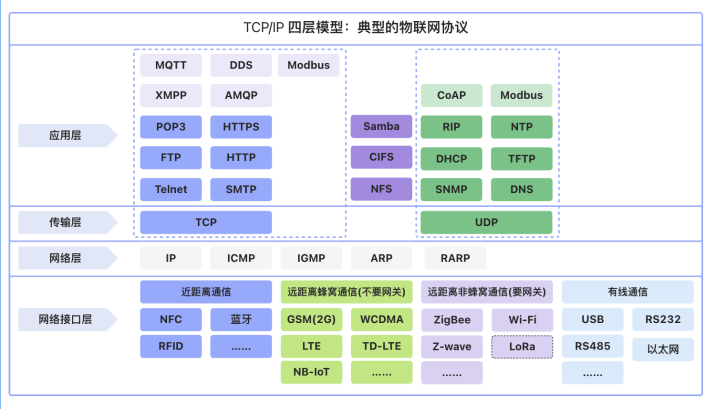 TCP/IP 四层模型：典型的物联网协议
应用层
MQTT DDS Modbus
XMPP AMQP CoAP Modbus
POP3 HTTPS Samba RIP NTP
FTP HTTP CIFS DHCP TFTP
Telnet SMTP NFS SNMP DNS
传输层 TCP UDP
网络层 IP ICMP IGMP ARP RARP
网络接口层
近距离通信 远距离蜂窝通信(不要网关) 远距离非蜂窝通信(要网关) 有线通信
NFC 蓝牙 GSM(2G) WCDMA ZigBee Wi-Fi USB RS232
RFID …… LTE TD-LTE Z-wave LoRa RS485 以太网
NB-IoT …… …… ……